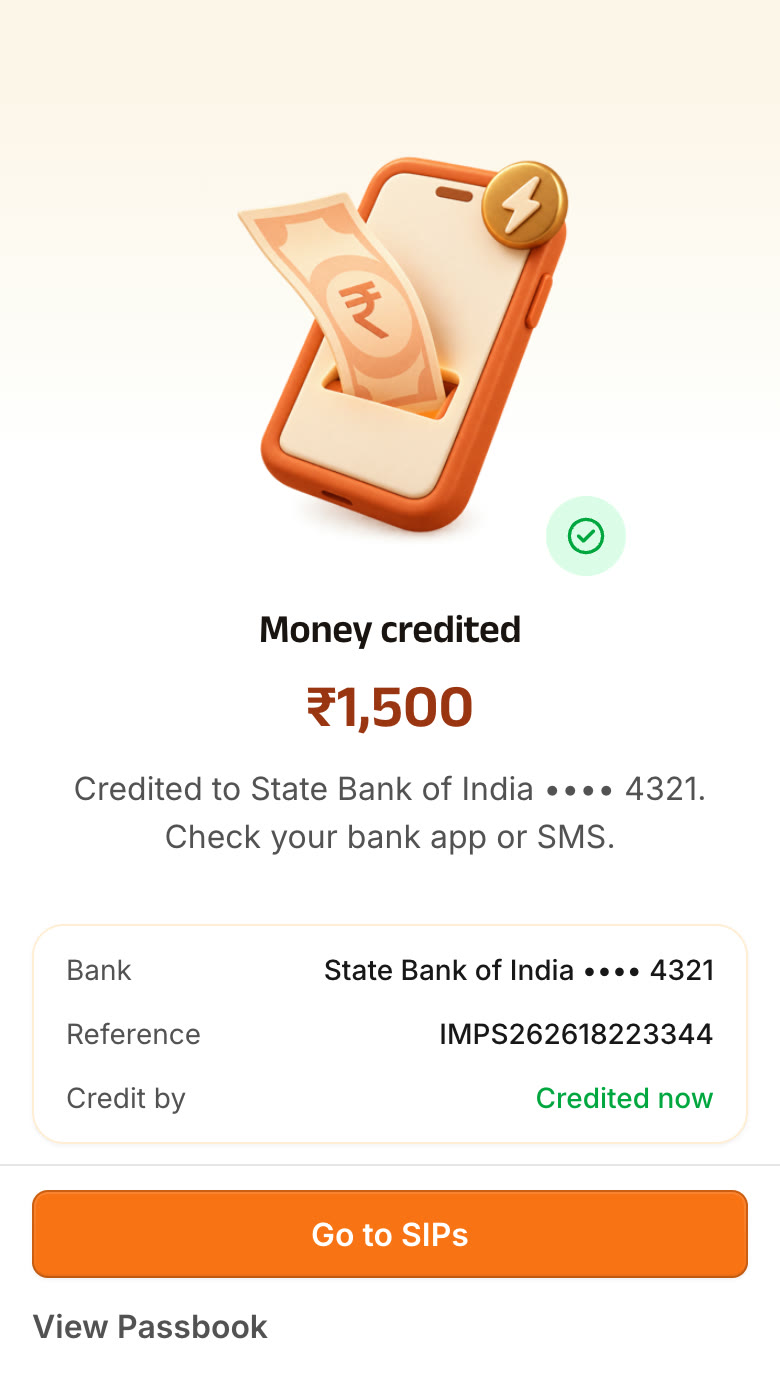 ₹
Money credited
₹1,500
Credited to State Bank of India •••• 4321.
Check your bank app or SMS.
Bank State Bank of India •••• 4321
Reference IMPS262618223344
Credit by Credited now
Go to SIPs
View Passbook